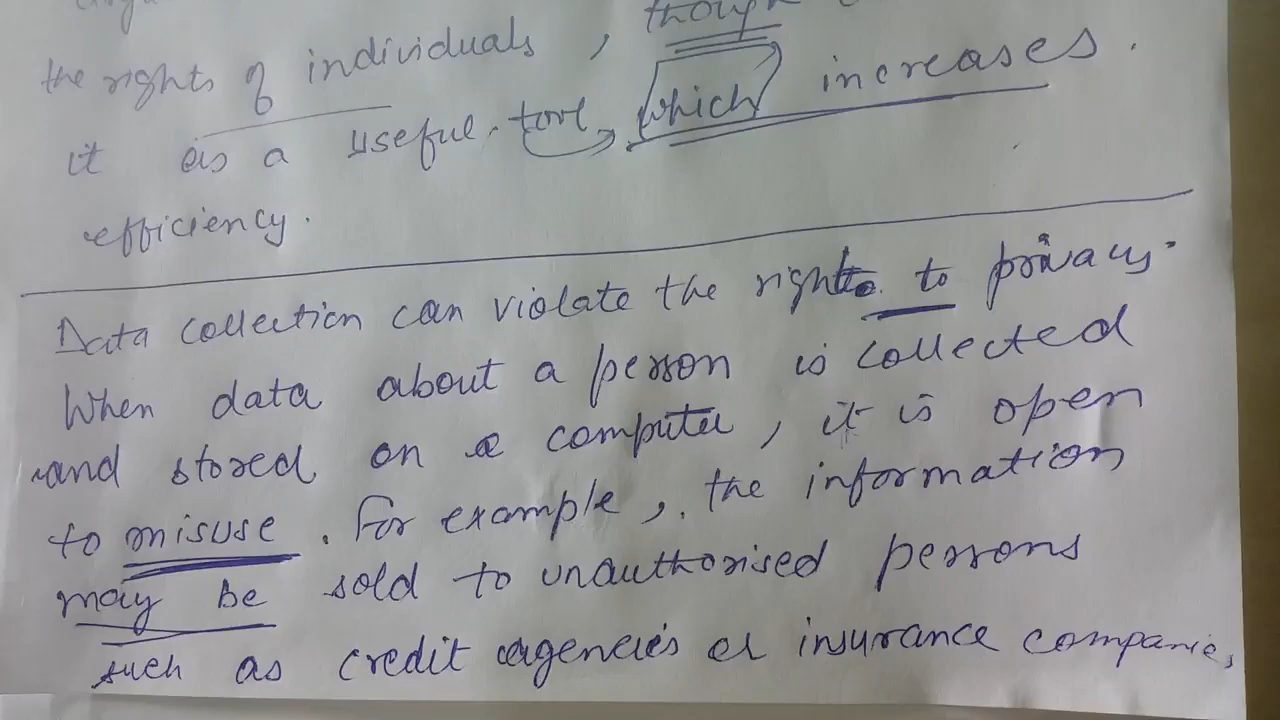 the rights of individuals, though
it as a useful tool, which increases.
efficiency.
Data collection can violate the right to privacy.
When data about a person is collected
and stored on a computer, it is open
to misuse. For example, the information
may be sold to unauthorised persons
such as credit agencies or insurance companies,